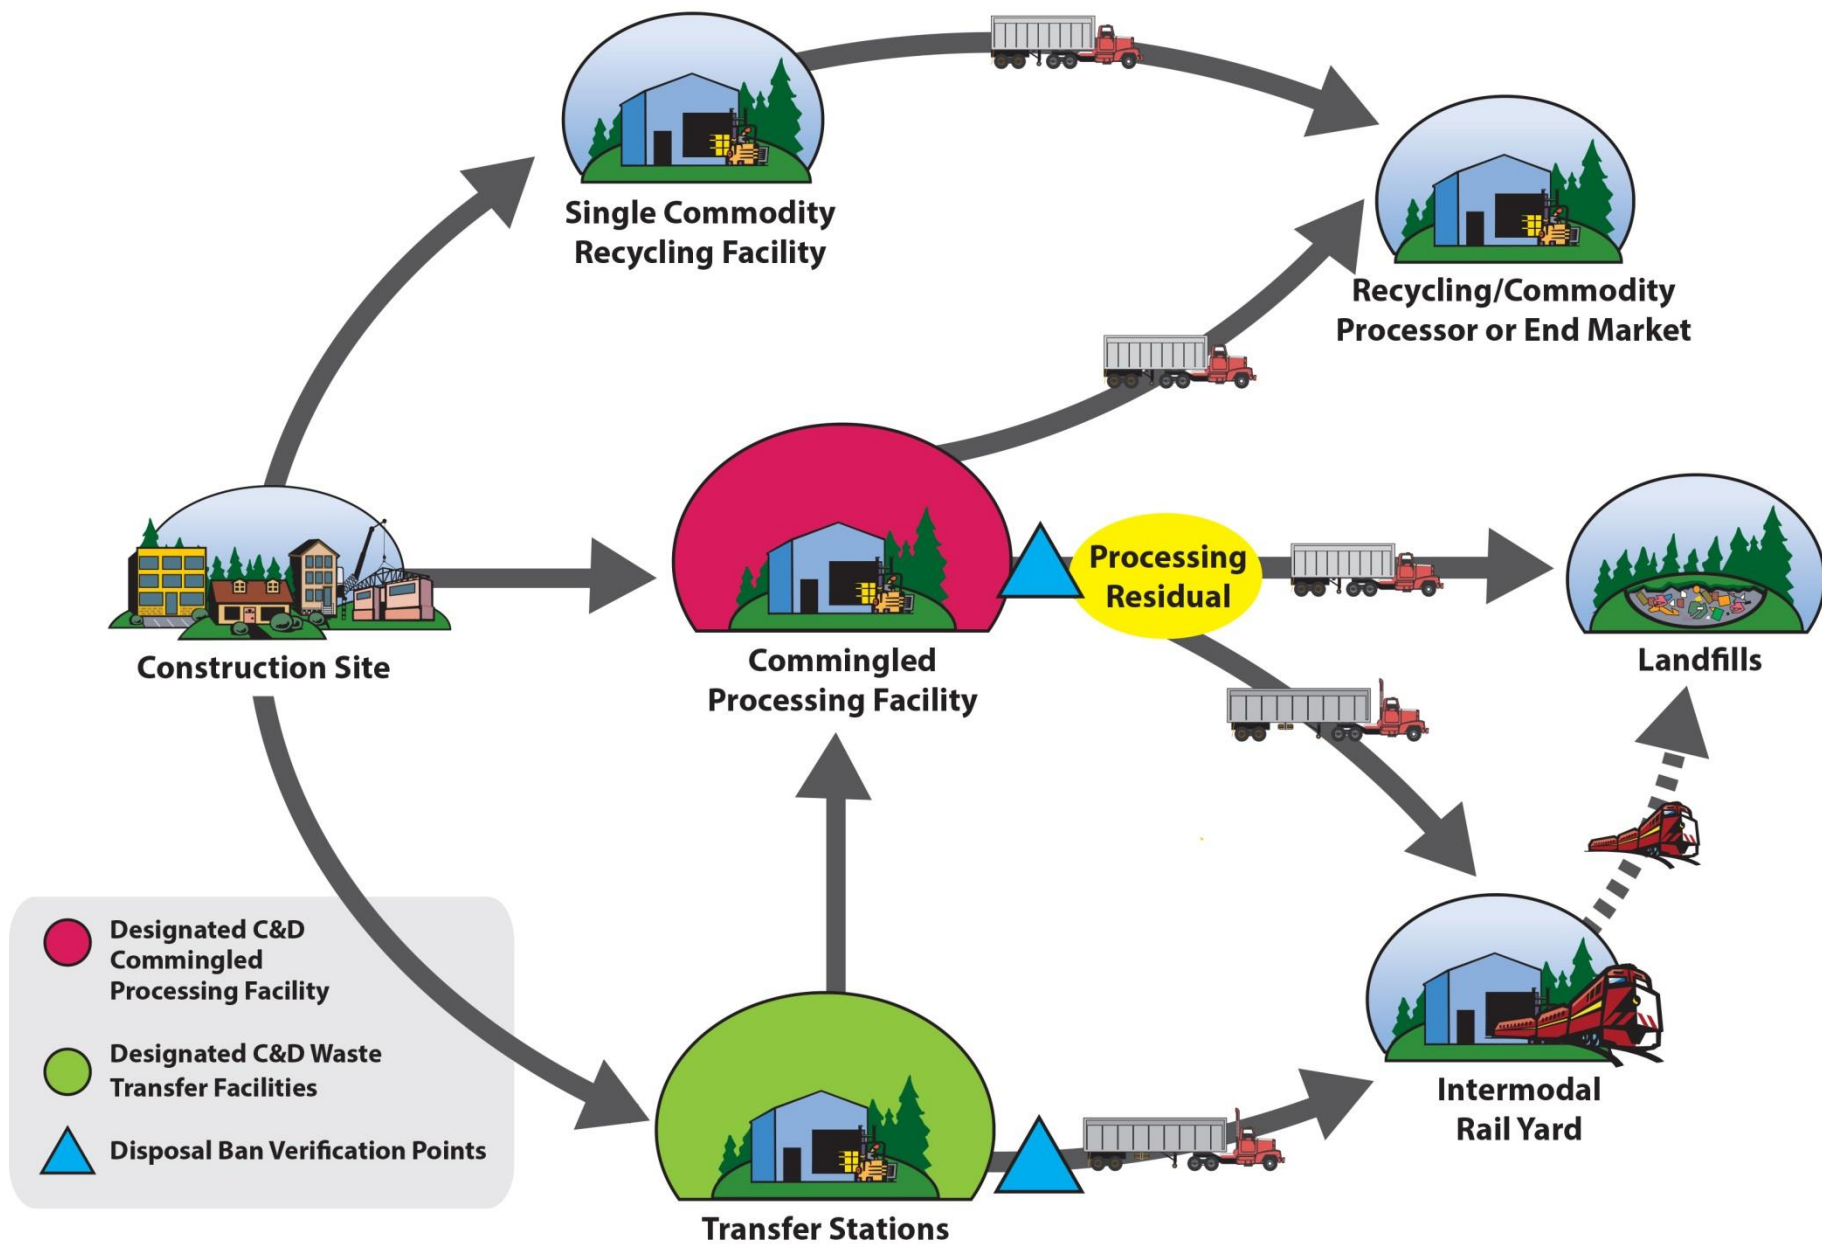 Single Commodity
Recycling Facility
Recycling/Commodity
Processor or End Market
Construction Site
Commingled
Processing Facility
Processing
Residual
Landfills
Designated C&D
Commingled
Processing Facility
Designated C&D Waste
Transfer Facilities
Disposal Ban Verification Points
Transfer Stations
Intermodal
Rail Yard